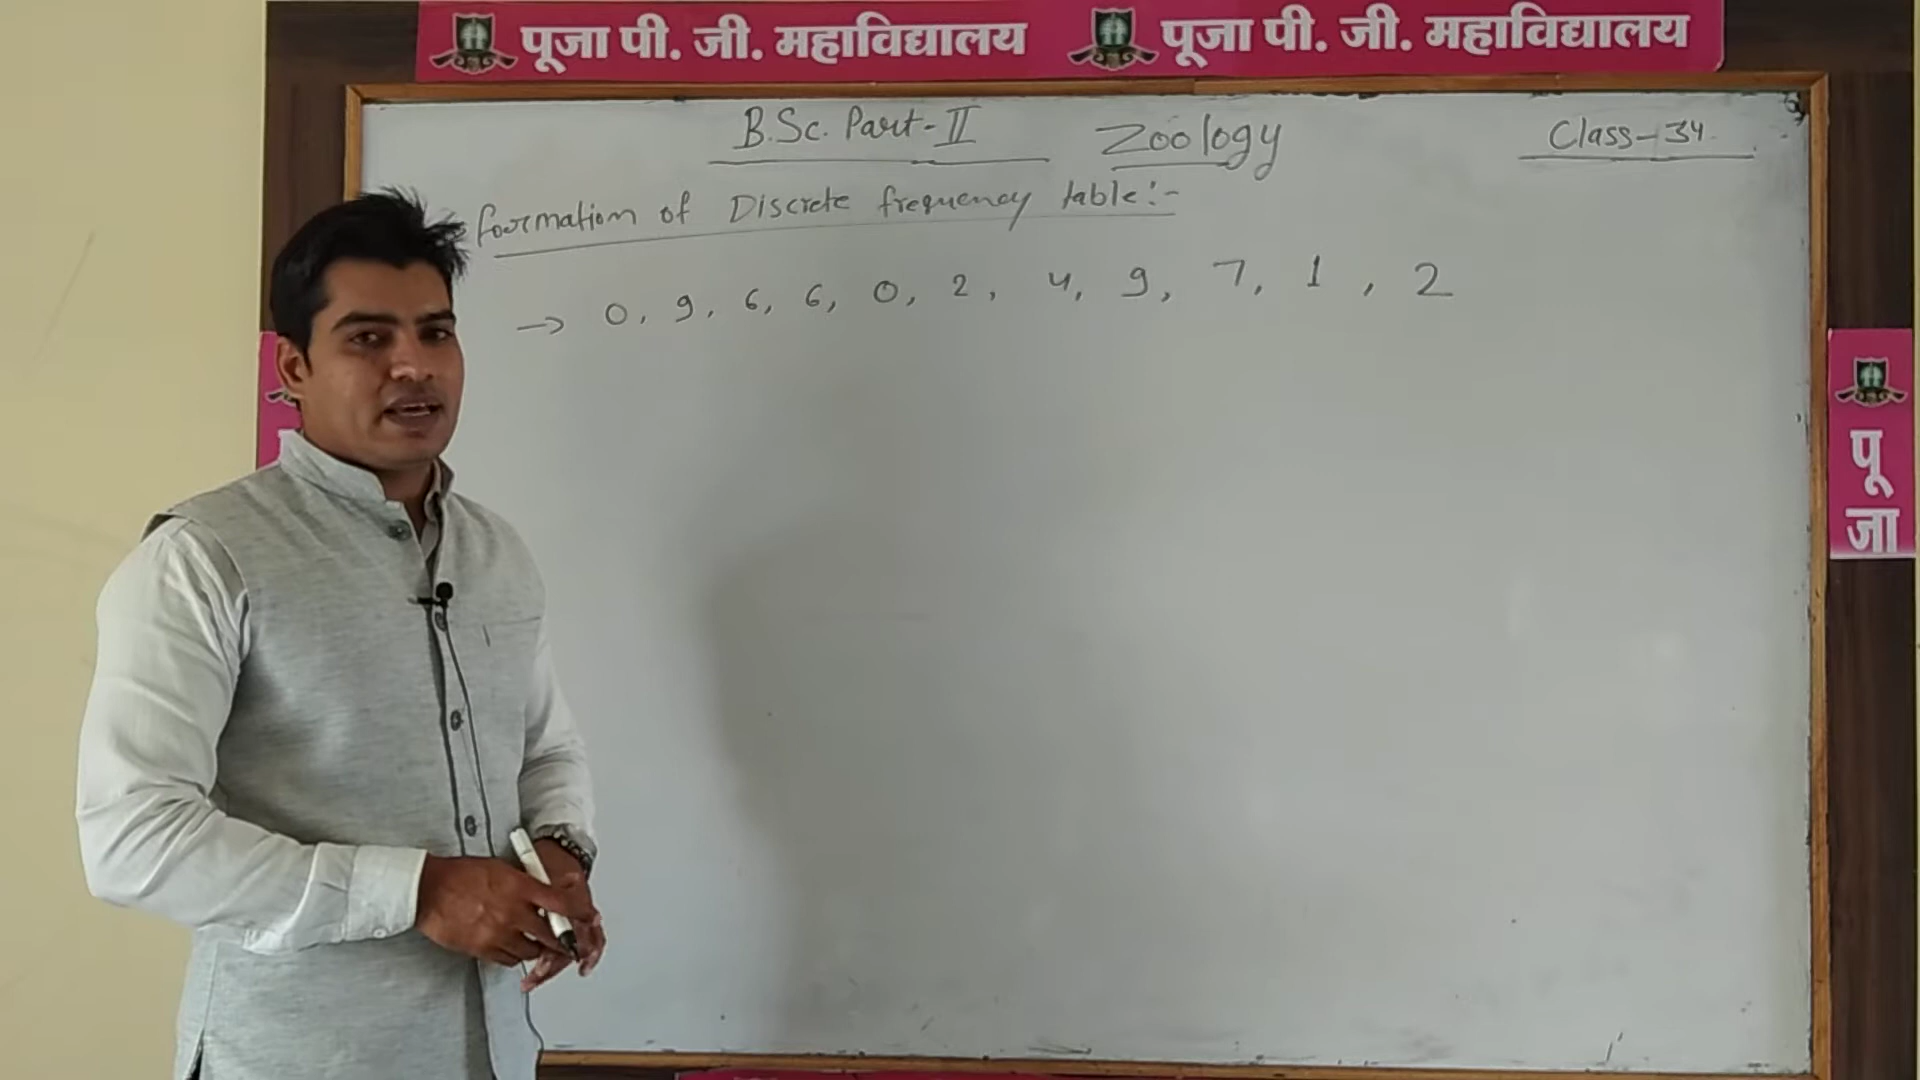 पूजा पी. जी. महाविद्यालय पूजा पी. जी. महाविद्यालय
B.Sc. Part-II Zoology Class-34
formation of Discrete frequency table:-
→ 0, 9, 6, 6, 0, 2, 4, 9, 7, 1, 2
पू
जा